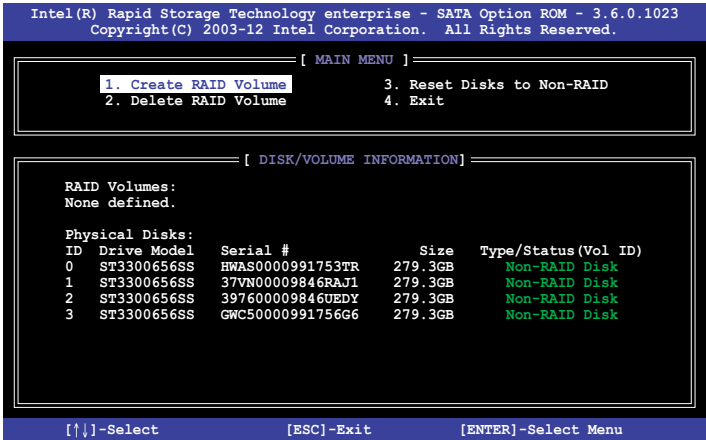 Intel(R) Rapid Storage Technology enterprise - SATA Option ROM - 3.6.0.1023
Copyright(C) 2003-12 Intel Corporation. All Rights Reserved.
[ MAIN MENU ]
1. Create RAID Volume 3. Reset Disks to Non-RAID
2. Delete RAID Volume 4. Exit
[ DISK/VOLUME INFORMATION]
RAID Volumes:
None defined.
Physical Disks:
ID Drive Model Serial # Size Type/Status(Vol ID)
0 ST3300656SS HWAS0000991753TR 279.3GB Non-RAID Disk
1 ST3300656SS 37VN00009846RAJ1 279.3GB Non-RAID Disk
2 ST3300656SS 397600009846UEDY 279.3GB Non-RAID Disk
3 ST3300656SS GWC50000991756G6 279.3GB Non-RAID Disk
[↑↓]-Select [ESC]-Exit [ENTER]-Select Menu